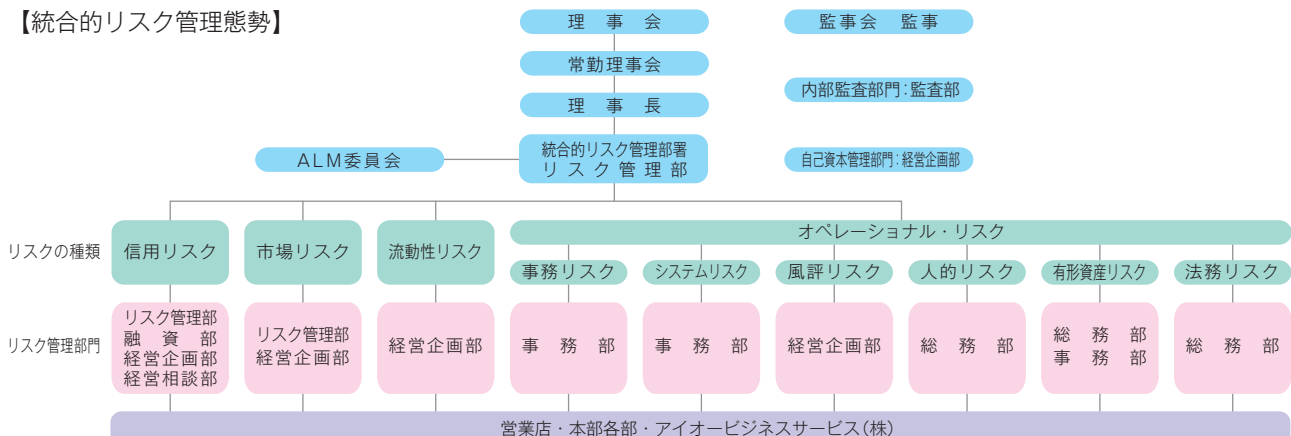 【統合的リスク管理態勢】
理事会
監事会 監事
常勤理事会
内部監査部門：監査部
理事長
ALM委員会
統合的リスク管理部署
リスク管理部
自己資本管理部門：経営企画部
リスクの種類
信用リスク
市場リスク
流動性リスク
オペレーショナル・リスク
事務リスク
システムリスク
風評リスク
人的リスク
有形資産リスク
法務リスク
リスク管理部門
リスク管理部
融資部
経営企画部
経営相談部
リスク管理部
経営企画部
経営企画部
事務部
事務部
経営企画部
総務部
総務部
事務部
総務部
営業店・本部各部・アイオービジネスサービス(株)